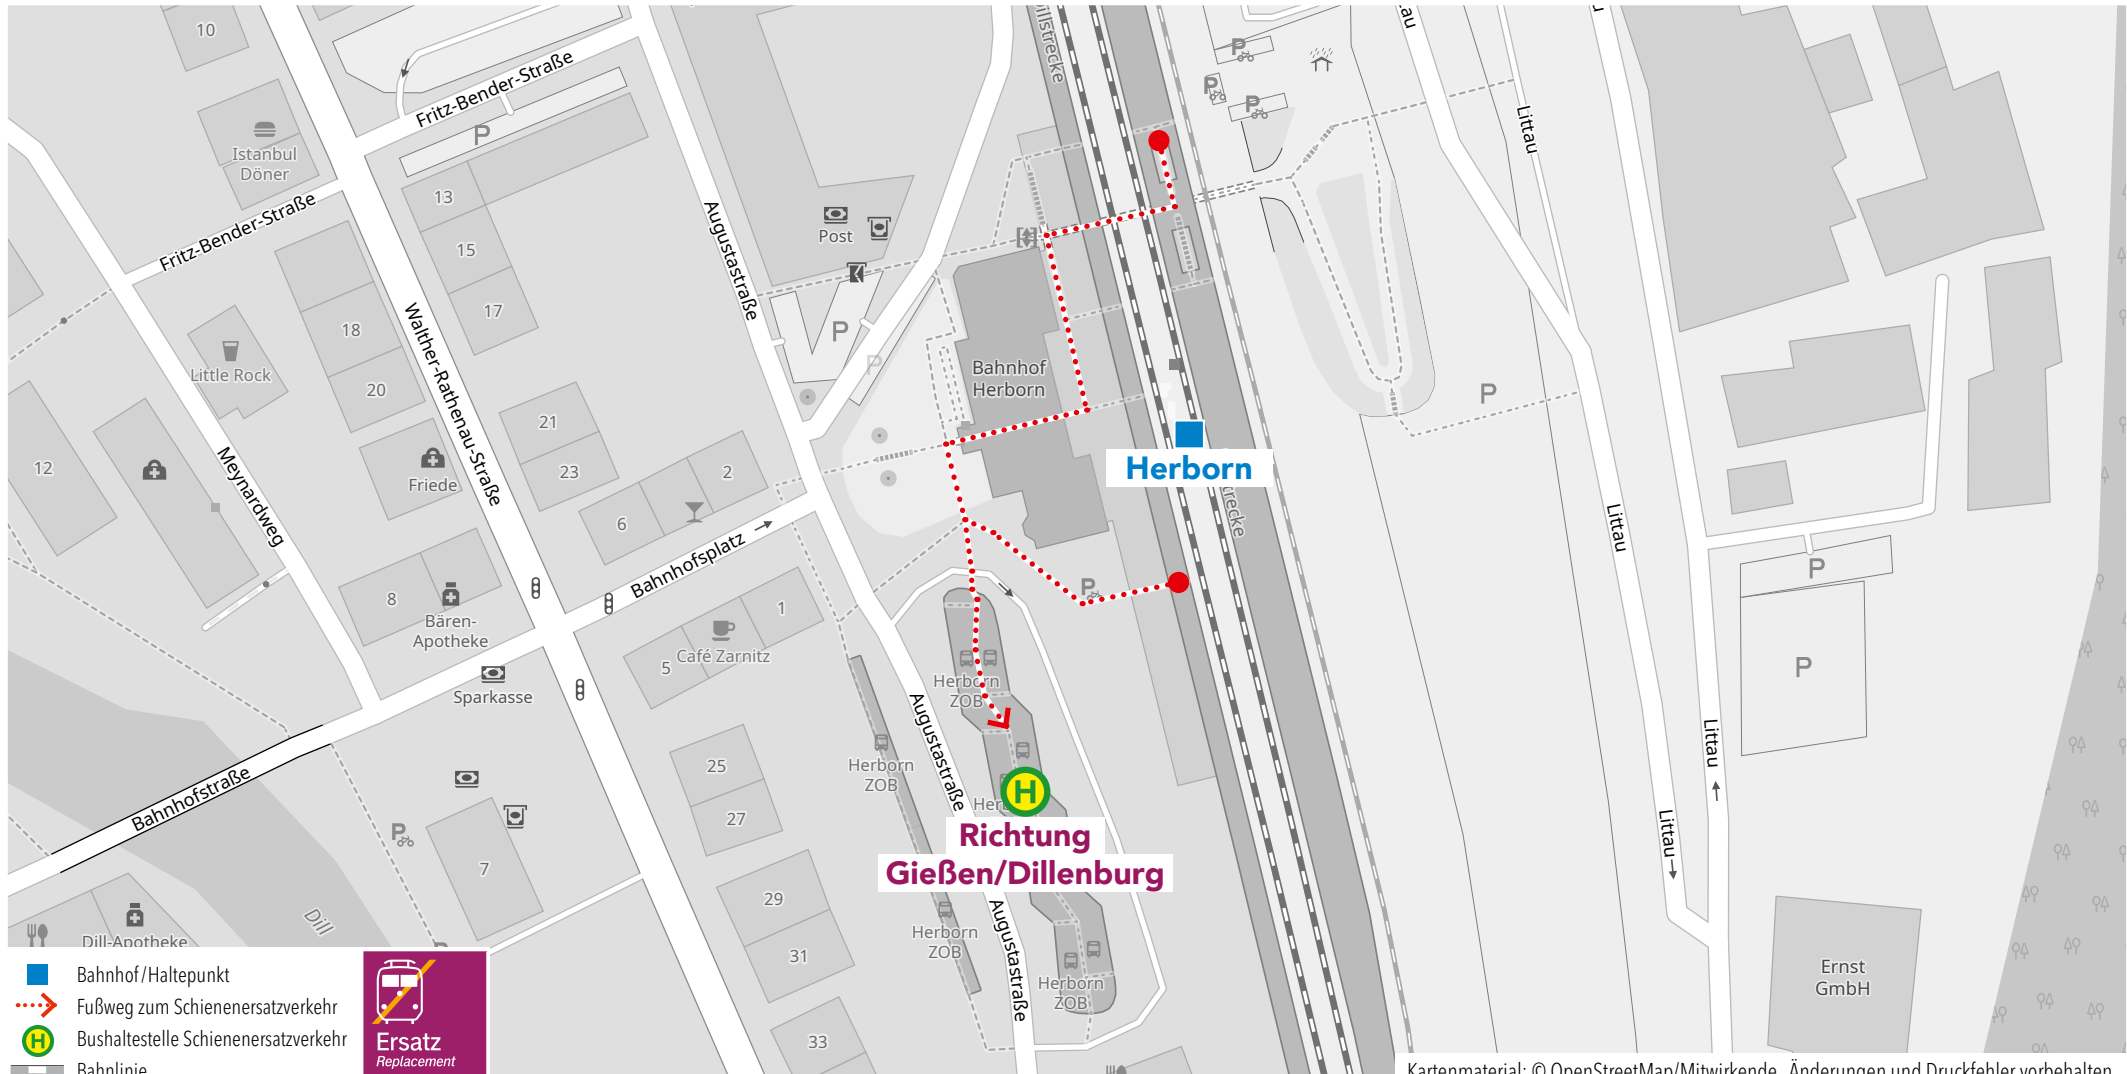 10
Fritz-Bender-Straße
Istanbul
Döner
P
13
Fritz-Bender-Straße
15
17
18
20
Little Rock
Walther-Rathenau-Straße
21
23
Friede
12
Meynardweg
8
Bären-
Apotheke
6
2
Bahnhofsplatz
1
5
Café Zarnitz
Sparkasse
Bahnhofstraße
P
7
25
27
29
31
33
Dill
Dill-Apotheke
Augustastraße
Post
P
P
Bahnhof
Herborn
P
P
P
P
Herborn
Herborn
ZOB
Herborn
ZOB
Augustastraße
H
Richtung
Gießen/Dillenburg
Herborn
ZOB
Augustastraße
Herborn
ZOB
Littau
Littau
P
Littau
P
P
Littau
Littau
Ernst
GmbH
Bahnhof/Haltepunkt
Fußweg zum Schienenersatzverkehr
H Bushaltestelle Schienenersatzverkehr
Bahnlinie
Ersatz
Replacement
Kartenmaterial: © OpenStreetMap/Mitwirkende. Änderungen und Druckfehler vorbehalten